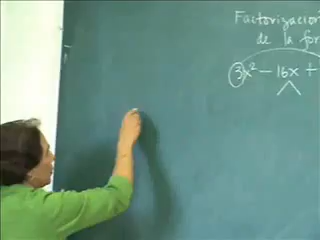 Factorización
de la for
3x² - 16x +